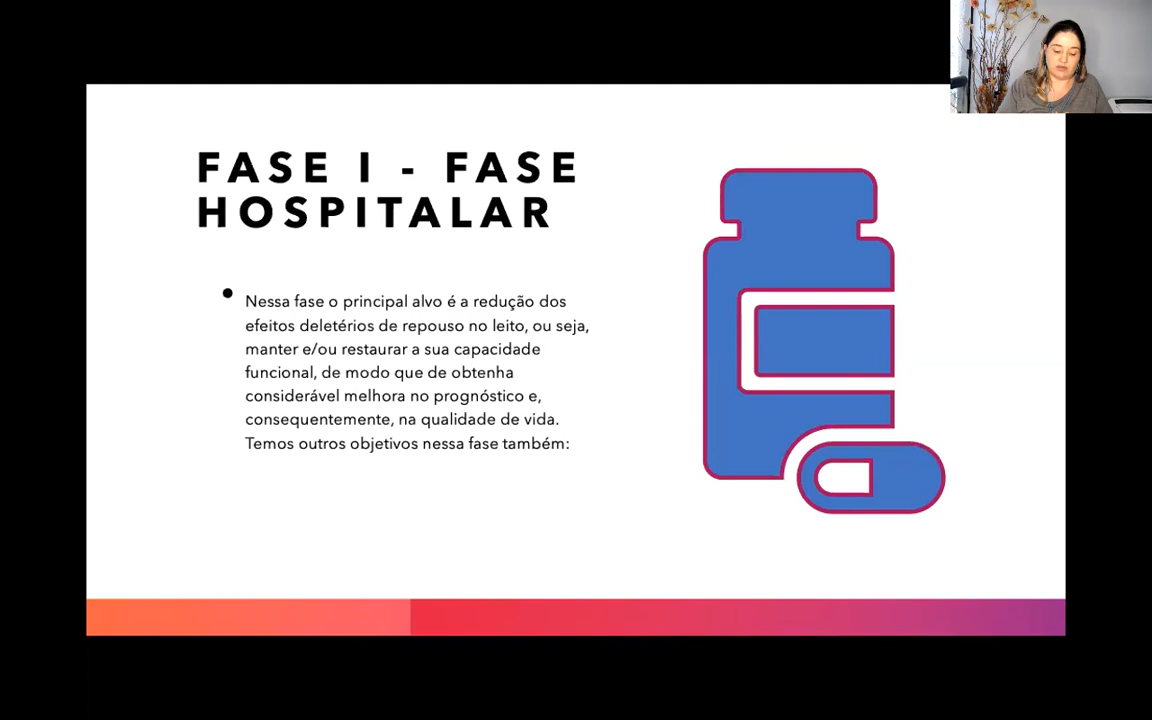 FASE I - FASE
HOSPITALAR
• Nessa fase o principal alvo é a redução dos
efeitos deletérios de repouso no leito, ou seja,
manter e/ou restaurar a sua capacidade
funcional, de modo que de obtenha
considerável melhora no prognóstico e,
consequentemente, na qualidade de vida.
Temos outros objetivos nessa fase também: